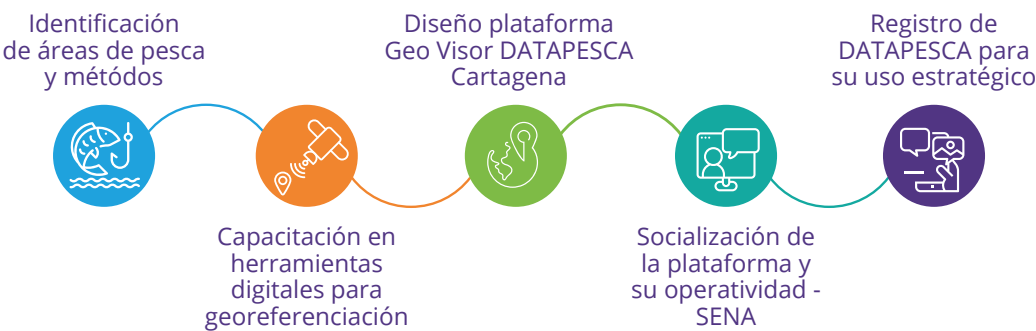 Identificación
de áreas de pesca
y métódos
Capacitación en
herramientas
digitales para
georeferenciación
Diseño plataforma
Geo Visor DATAPESCA
Cartagena
Socialización de
la plataforma y
su operatividad -
SENA
Registro de
DATAPESCA para
su uso estratégico